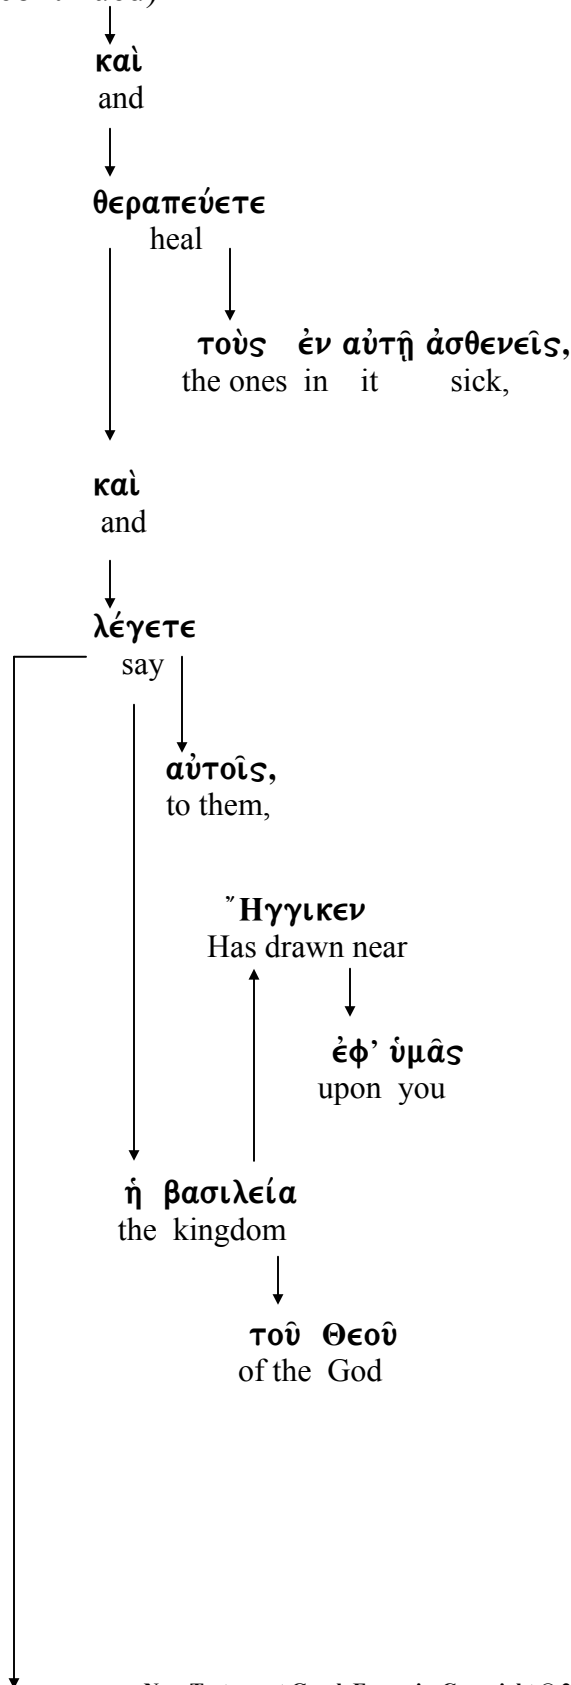 καὶ
and
θεραπεύετε
heal
τοὺς ἐν αὐτῇ ἀσθενεῖς,
the ones in it sick,
καὶ
and
λέγετε
say
αὐτοῖς,
to them,
Ἤγγικεν
Has drawn near
ἐφ’ ὑμᾶς
upon you
ἡ βασιλεία
the kingdom
τοῦ Θεοῦ
of the God